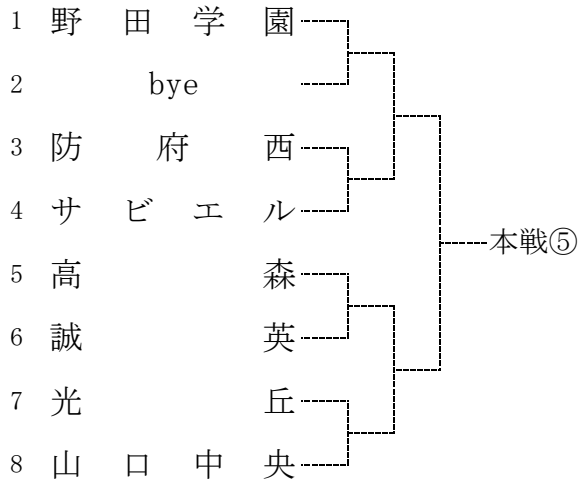 1 野田学園
2 bye
3 防府西
4 サビエル
本戦⑤
5 高森
6 誠英
7 光丘
8 山口中央